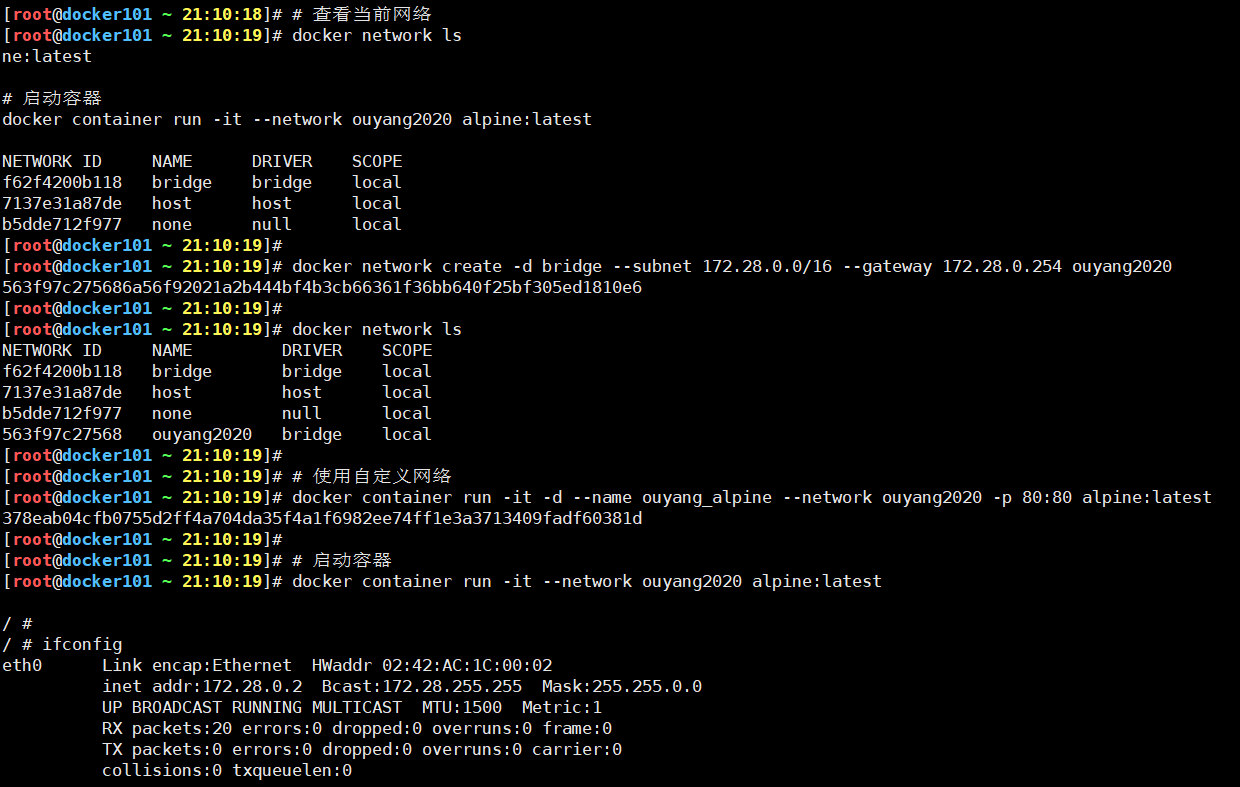 [root@docker101 ~ 21:10:18]# # 查看当前网络
[root@docker101 ~ 21:10:19]# docker network ls
ne:latest
# 启动容器
docker container run -it --network ouyang2020 alpine:latest
NETWORK ID     NAME      DRIVER    SCOPE
f62f4200b118   bridge    bridge    local
7137e31a87de   host      host      local
b5dde712f977   none      null      local
[root@docker101 ~ 21:10:19]#
[root@docker101 ~ 21:10:19]# docker network create -d bridge --subnet 172.28.0.0/16 --gateway 172.28.0.254 ouyang2020
563f97c275686a56f92021a2b444bf4b3cb66361f36bb640f25bf305ed1810e6
[root@docker101 ~ 21:10:19]#
[root@docker101 ~ 21:10:19]# docker network ls
NETWORK ID     NAME         DRIVER    SCOPE
f62f4200b118   bridge       bridge    local
7137e31a87de   host         host      local
b5dde712f977   none         null      local
563f97c27568   ouyang2020   bridge    local
[root@docker101 ~ 21:10:19]#
[root@docker101 ~ 21:10:19]# # 使用自定义网络
[root@docker101 ~ 21:10:19]# docker container run -it -d --name ouyang_alpine --network ouyang2020 -p 80:80 alpine:latest
378eab04cfb0755d2ff4a704da35f4a1f6982ee74ff1e3a3713409fadf60381d
[root@docker101 ~ 21:10:19]#
[root@docker101 ~ 21:10:19]# # 启动容器
[root@docker101 ~ 21:10:19]# docker container run -it --network ouyang2020 alpine:latest
/ #
/ # ifconfig
eth0      Link encap:Ethernet  HWaddr 02:42:AC:1C:00:02
          inet addr:172.28.0.2  Bcast:172.28.255.255  Mask:255.255.0.0
          UP BROADCAST RUNNING MULTICAST  MTU:1500  Metric:1
          RX packets:20 errors:0 dropped:0 overruns:0 frame:0
          TX packets:0 errors:0 dropped:0 overruns:0 carrier:0
          collisions:0 txqueuelen:0